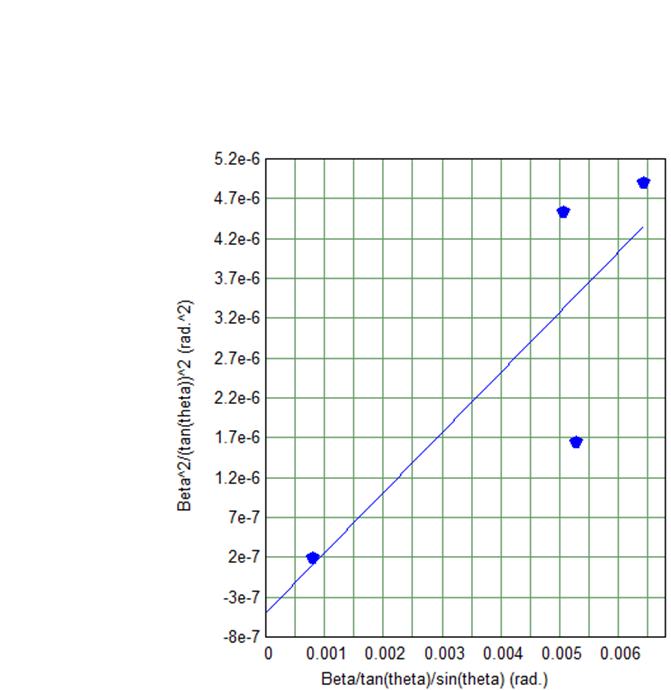 5.2e-6
4.7e-6
4.2e-6
3.7e-6
3.2e-6
2.7e-6
2.2e-6
1.7e-6
1.2e-6
7e-7
2e-7
-3e-7
-8e-7
Beta^2/(tan(theta))^2 (rad.^2)
0 0.001 0.002 0.003 0.004 0.005 0.006
Beta/tan(theta)/sin(theta) (rad.)